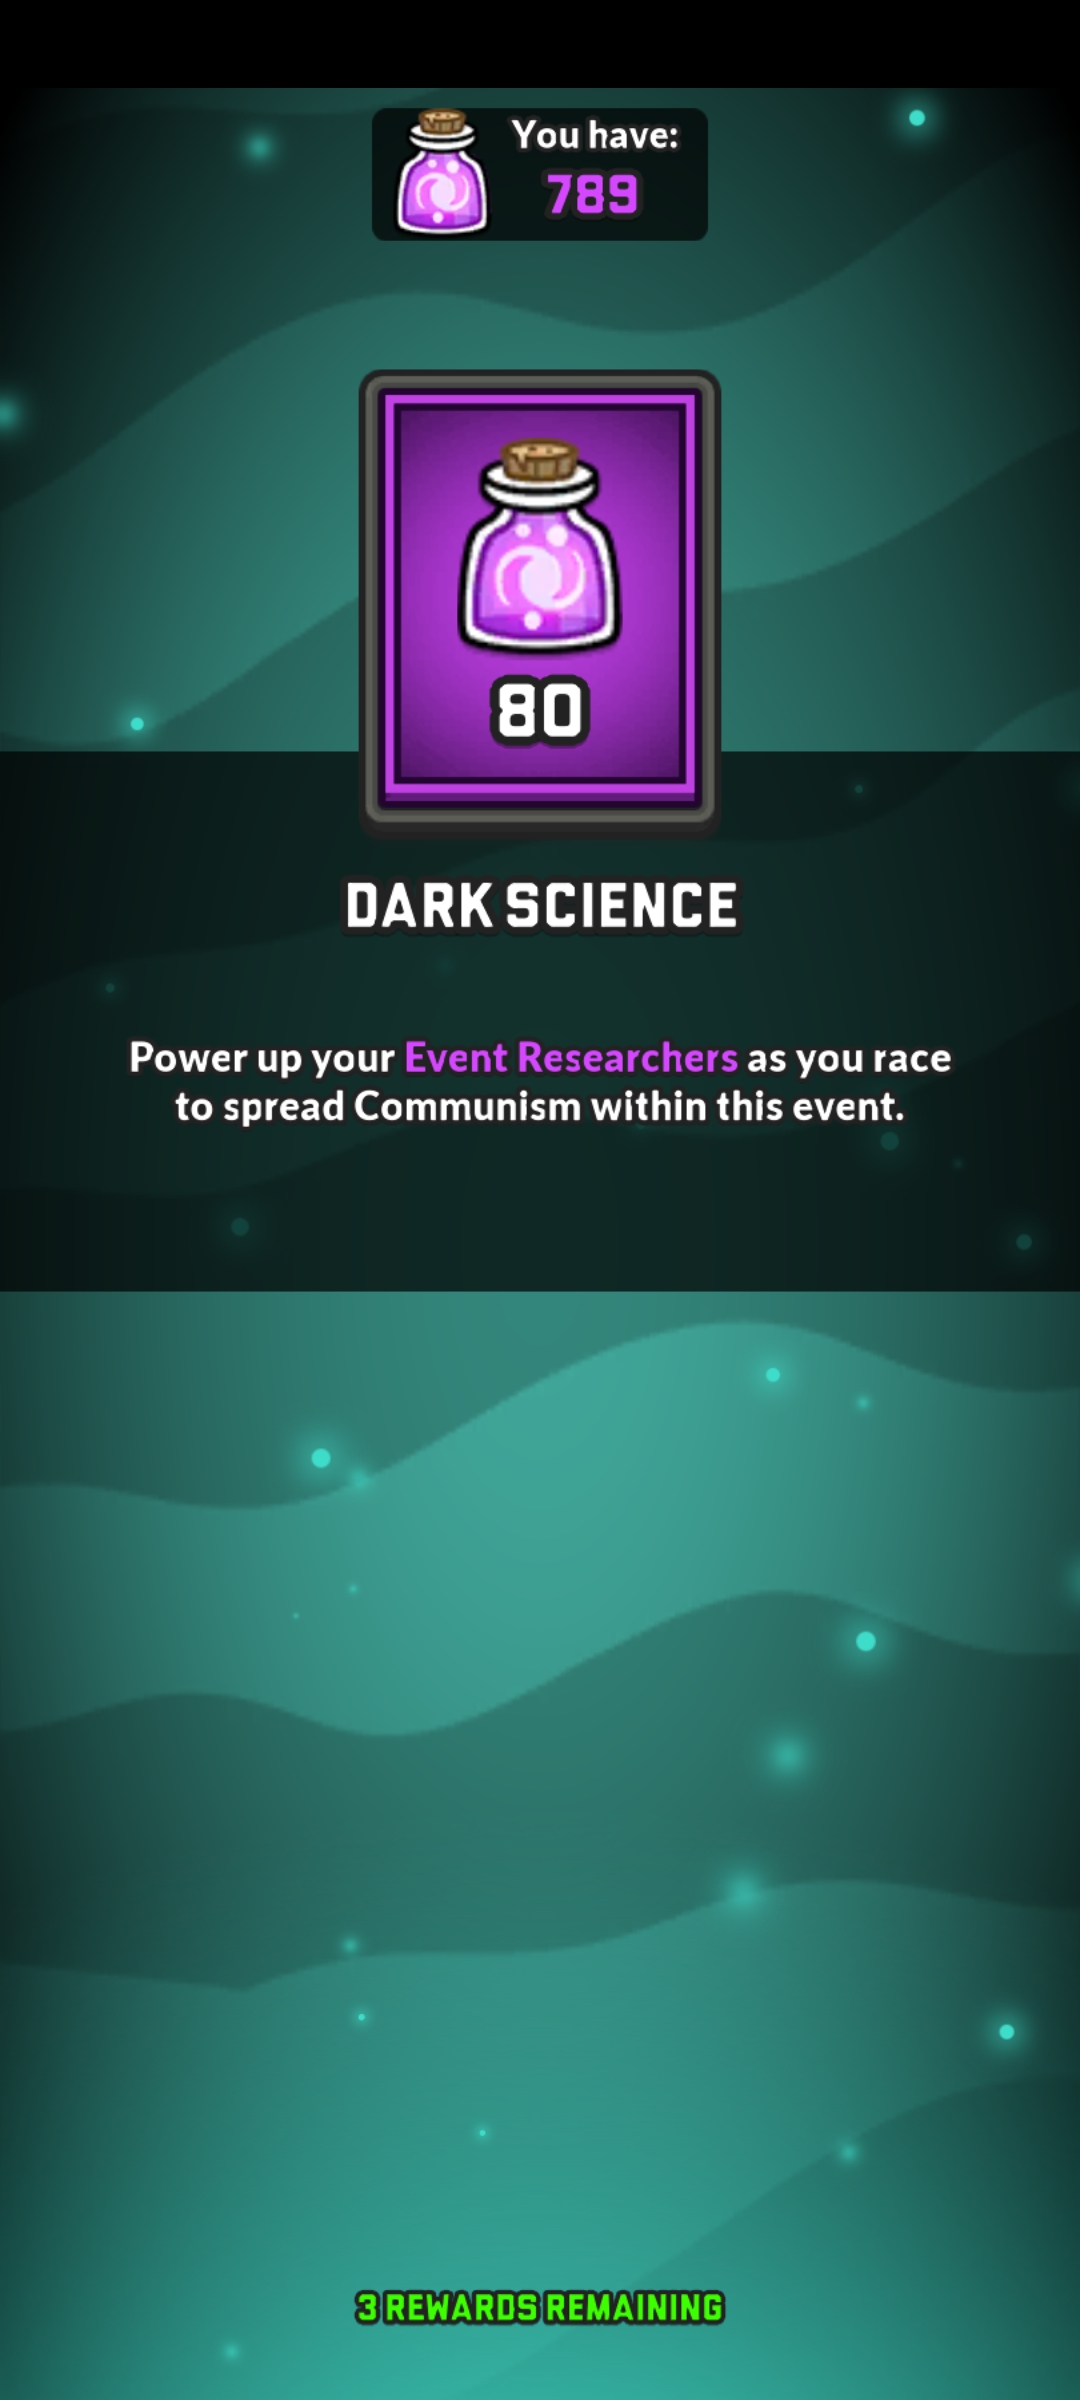 You have:
789
80
DARK SCIENCE
Power up your Event Researchers as you race
to spread Communism within this event.
3 REWARDS REMAINING